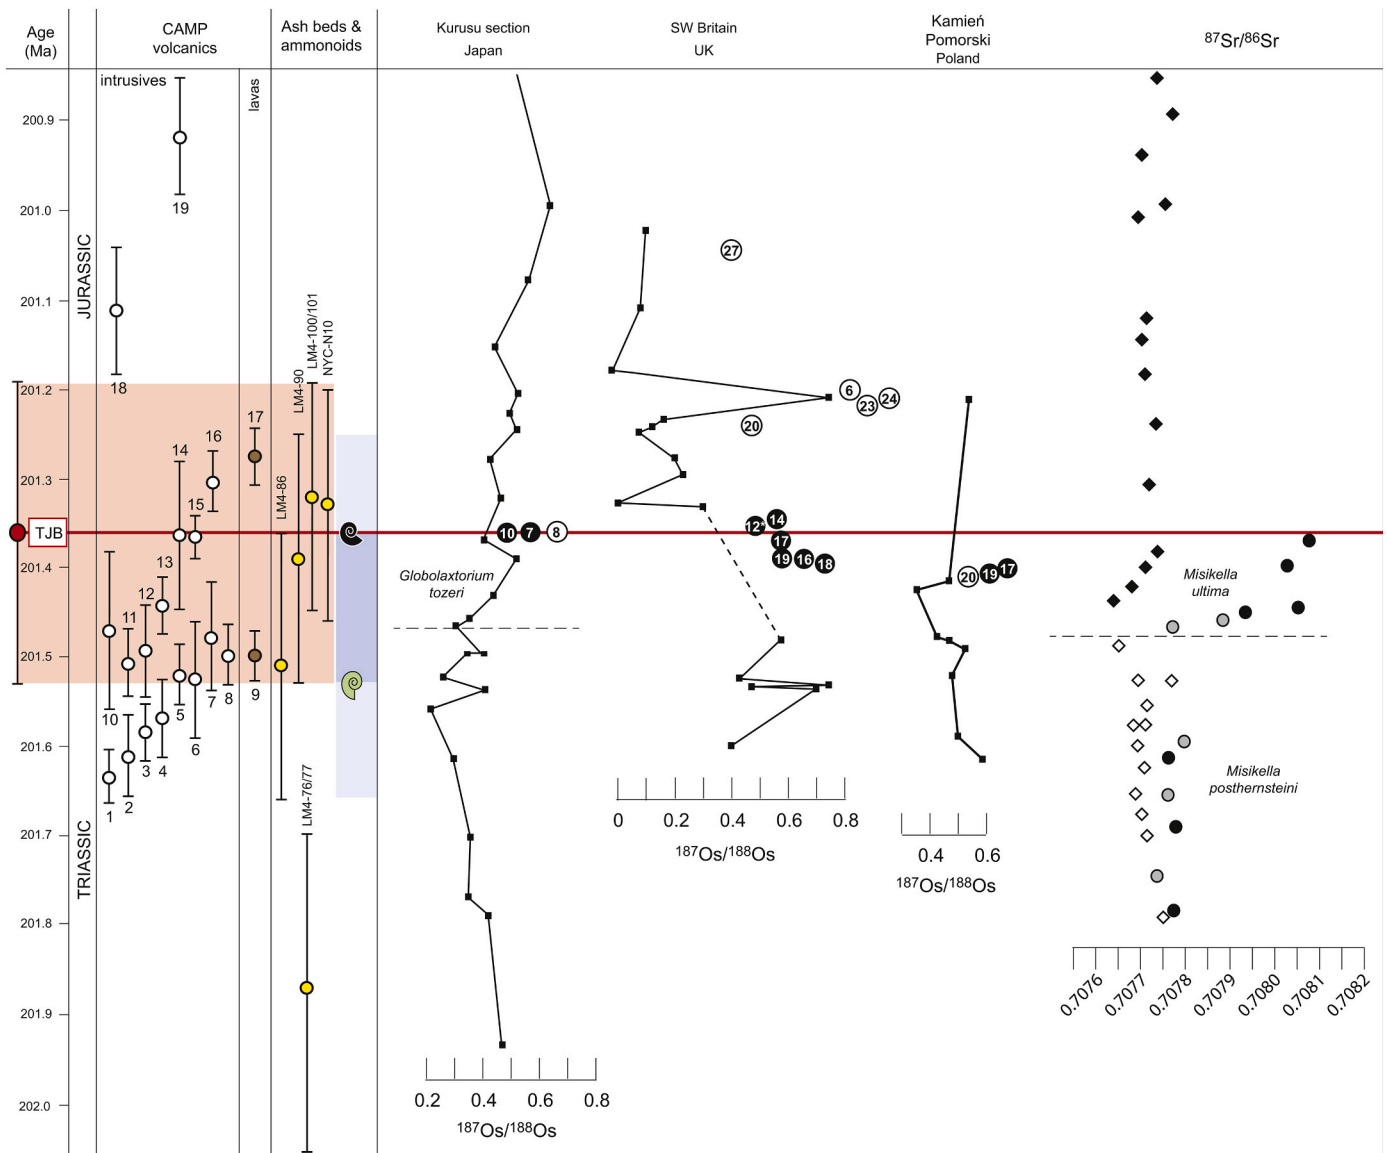 Age
(Ma)
CAMP
volcanics
Ash beds &
ammonoids
Kurusu section
Japan
SW Britain
UK
Kamień
Pomorski
Poland
87Sr/86Sr
intrusives
lavas
200.9
201.0
201.1
201.2
201.3
201.4
201.5
201.6
201.7
201.8
201.9
202.0
JURASSIC
TRIASSIC
TJB
19
18
17
16
14
15
13
12
11
10
9
8
7
6
5
4
3
2
1
LM4-86
LM4-90
LM4-100/101
NYC-N10
LM4-76/77
Globolaxtorium
tozeri
10
7
8
27
6
23
24
20
12*
14
17
19
16
18
20
19
17
Misikella
ultima
Misikella
posthernsteini
0.2
0.4
0.6
0.8
187Os/188Os
0
0.2
0.4
0.6
0.8
187Os/188Os
0.4
0.6
187Os/188Os
0.7076
0.7077
0.7078
0.7079
0.7080
0.7081
0.7082